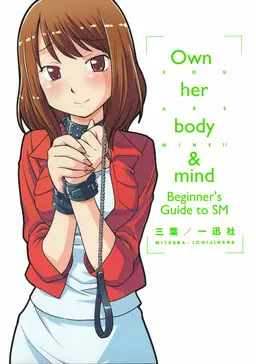 Own
YOU
her
ARE
body
MINE!!
&
mind
Beginner's
Guide to SM
三葉／一迅社
MITSUBA・ICHIJINSHA